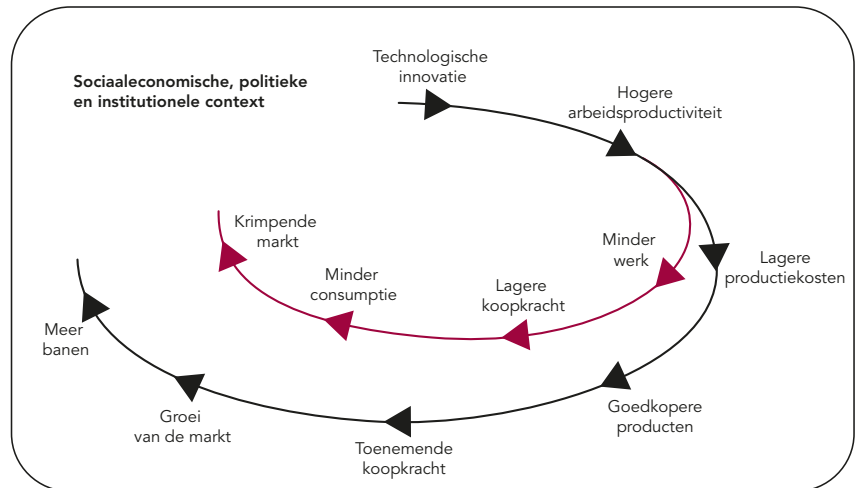 Sociaaleconomische, politieke
en institutionele context
Technologische
innovatie
Hogere
arbeidsproductiviteit
Lagere
productiekosten
Goedkopere
producten
Toenemende
koopkracht
Groei
van de markt
Meer
banen
Minder
werk
Lagere
koopkracht
Minder
consumptie
Krimpende
markt